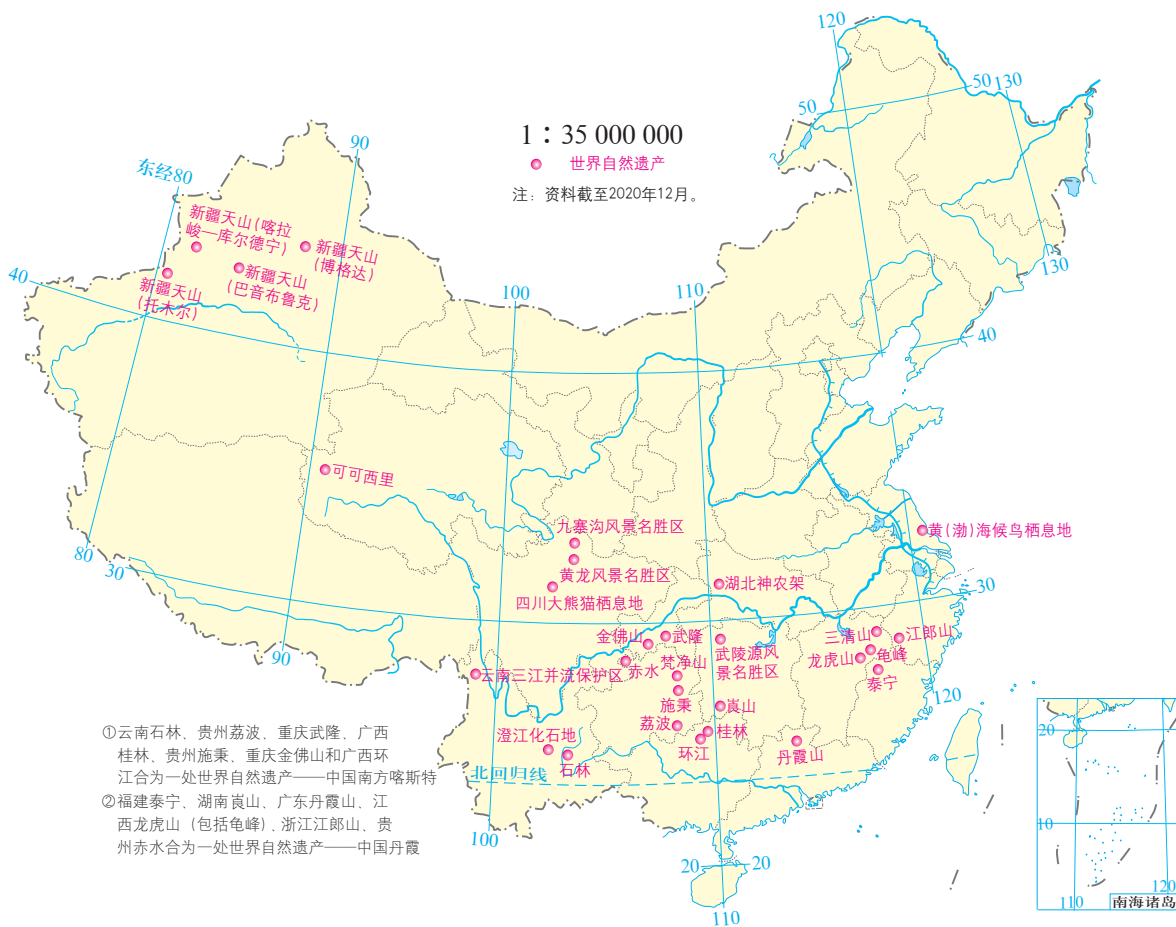 120
50
130
50
1：35 000 000
世界自然遗产
注：资料截至2020年12月。
90
东经80
新疆天山(喀拉
峻—库尔德宁)
新疆天山
(博格达)
新疆天山
(巴音布鲁克)
新疆天山
(托木尔)
40
100
110
130
40
可可西里
九寨沟风景名胜区
黄(渤)海候鸟栖息地
黄龙风景名胜区
四川大熊猫栖息地
湖北神农架
80
30
30
金佛山
武隆
三清山
江郎山
武陵源风
景名胜区
龙虎山
龟峰
90
云南三江并流保护区
赤水
梵净山
泰宁
施秉
崀山
120
荔波
桂林
澄江化石地
环江
丹霞山
石林
北回归线
①云南石林、贵州荔波、重庆武隆、广西
桂林、贵州施秉、重庆金佛山和广西环
江合为一处世界自然遗产——中国南方喀斯特
②福建泰宁、湖南崀山、广东丹霞山、江
西龙虎山（包括龟峰）、浙江江郎山、贵
州赤水合为一处世界自然遗产——中国丹霞
100
20
20
110
20
10
110
120
南海诸岛